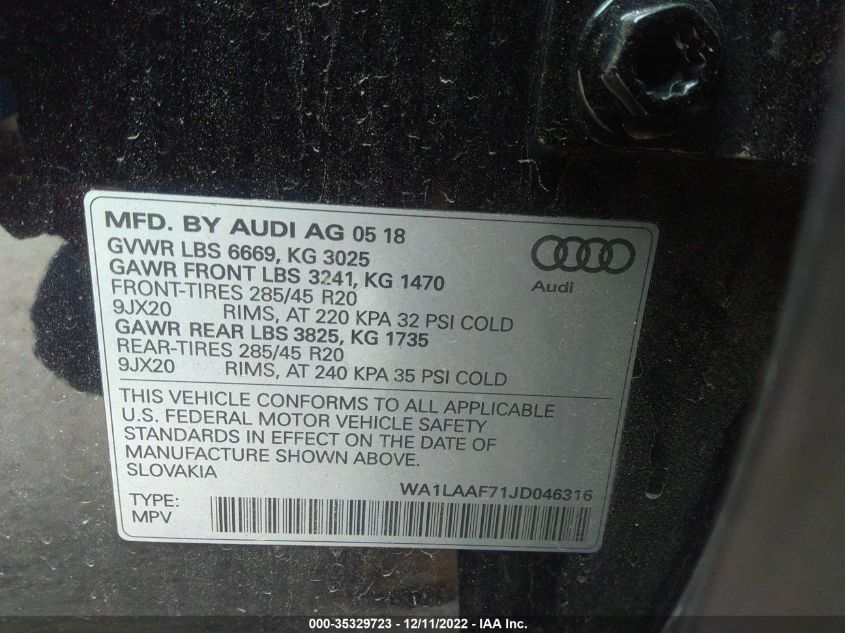 MFD. BY AUDI AG 05 18
GVWR LBS 6669, KG 3025
GAWR FRONT LBS 3241, KG 1470
FRONT-TIRES 285/45 R20
9JX20 RIMS, AT 220 KPA 32 PSI COLD
GAWR REAR LBS 3825, KG 1735
REAR-TIRES 285/45 R20
9JX20 RIMS, AT 240 KPA 35 PSI COLD
Audi
THIS VEHICLE CONFORMS TO ALL APPLICABLE
U.S. FEDERAL MOTOR VEHICLE SAFETY
STANDARDS IN EFFECT ON THE DATE OF
MANUFACTURE SHOWN ABOVE.
SLOVAKIA
WA1LAAF71JD046316
TYPE:
MPV
000-35329723 - 12/11/2022 - IAA Inc.